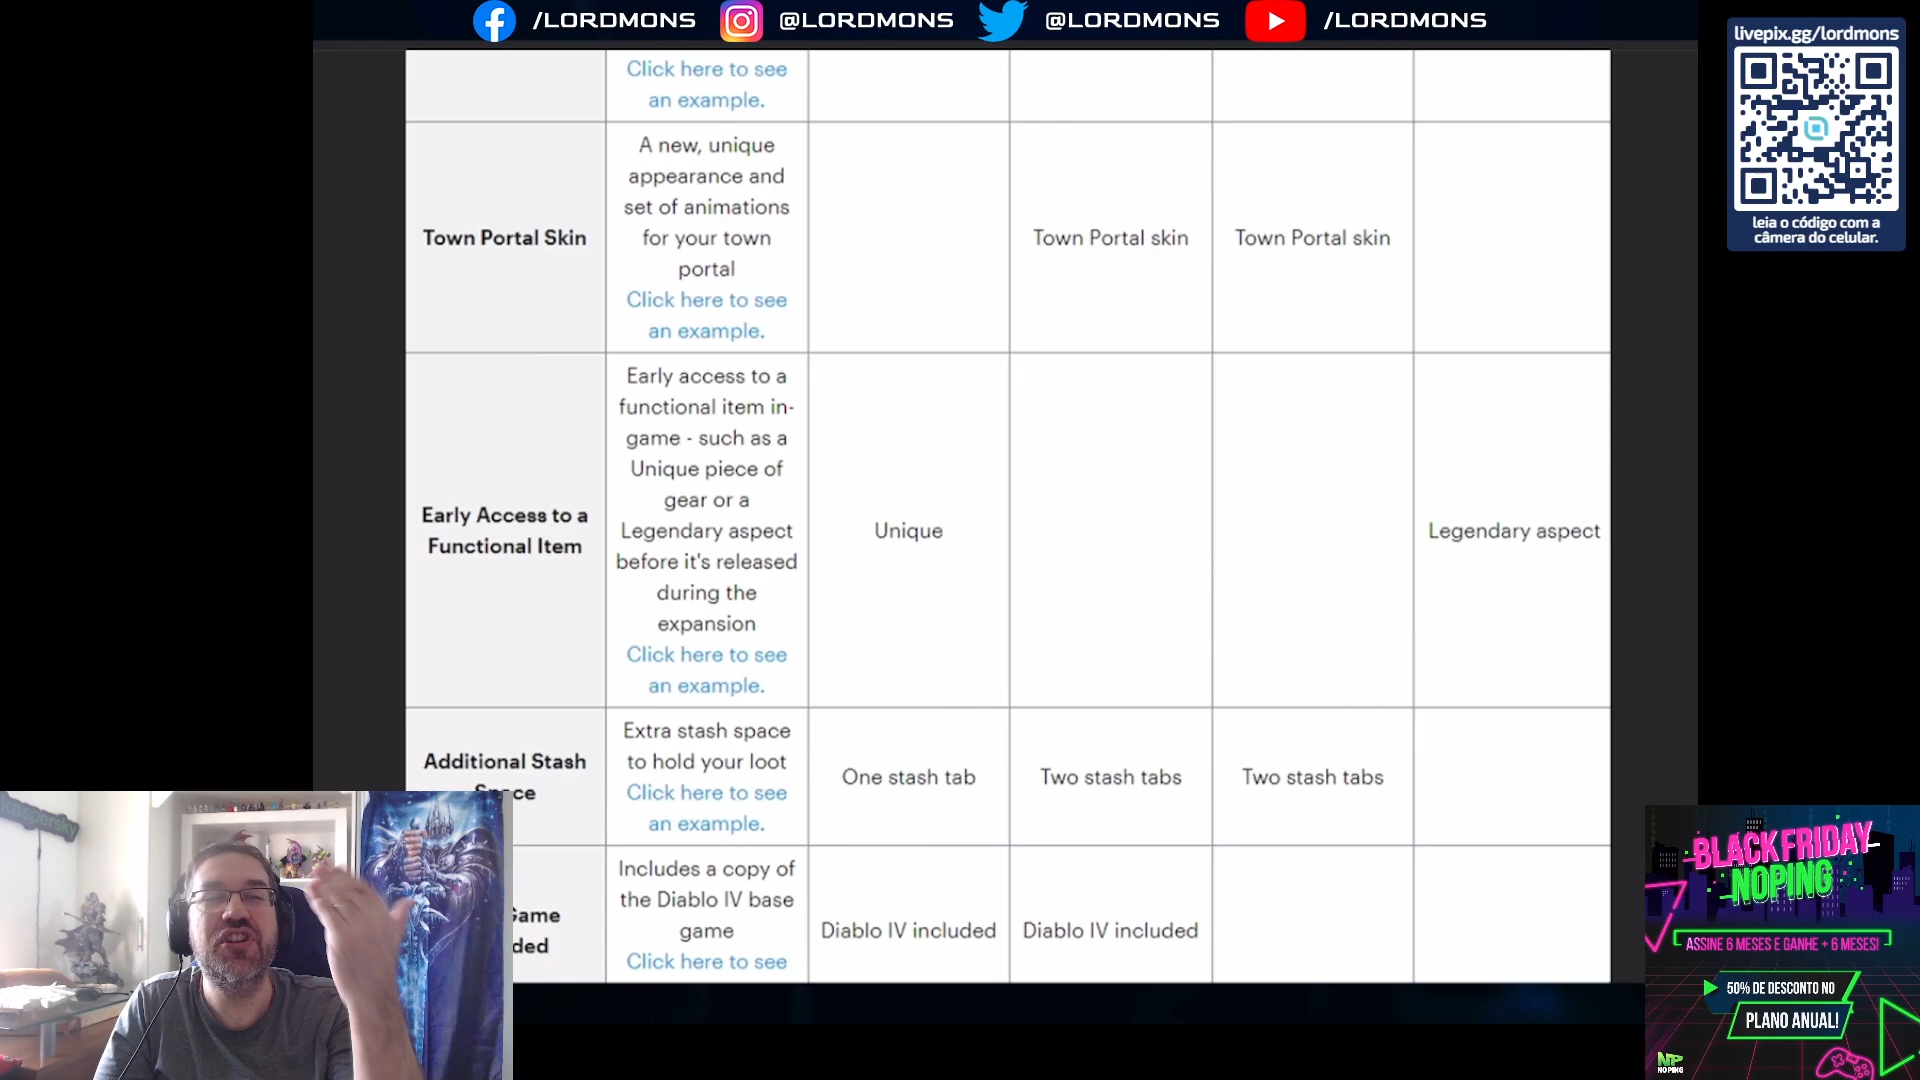 /LORDMONS
@LORDMONS
@LORDMONS
/LORDMONS
livepix.gg/lordmons
leia o código com a
câmera do celular.
Click here to see
an example.
Town Portal Skin
A new, unique
appearance and
set of animations
for your town
portal
Click here to see
an example.
Town Portal skin
Town Portal skin
Early Access to a
Functional Item
Early access to a
functional item in-
game - such as a
Unique piece of
gear or a
Legendary aspect
before it's released
during the
expansion
Click here to see
an example.
Unique
Legendary aspect
Additional Stash
Space
Extra stash space
to hold your loot
Click here to see
an example.
One stash tab
Two stash tabs
Two stash tabs
Game
ded
Includes a copy of
the Diablo IV base
game
Click here to see
Diablo IV included
Diablo IV included
kaspersky
BLACK FRIDAY
NOPING
ASSINE 6 MESES E GANHE + 6 MESES!
50% DE DESCONTO NO
PLANO ANUAL!
NP
NOPING